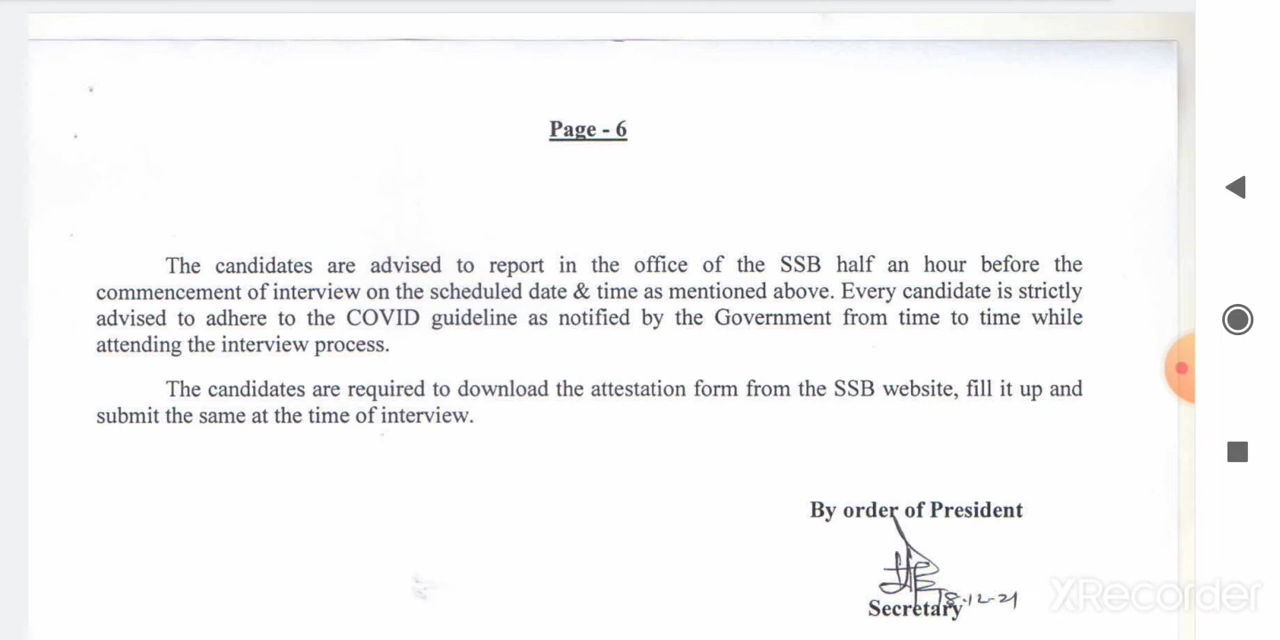 Page - 6
The candidates are advised to report in the office of the SSB half an hour before the
commencement of interview on the scheduled date & time as mentioned above. Every candidate is strictly
advised to adhere to the COVID guideline as notified by the Government from time to time while
attending the interview process.
The candidates are required to download the attestation form from the SSB website, fill it up and
submit the same at the time of interview.
By order of President
18-12-21
Secretary
XRecorder